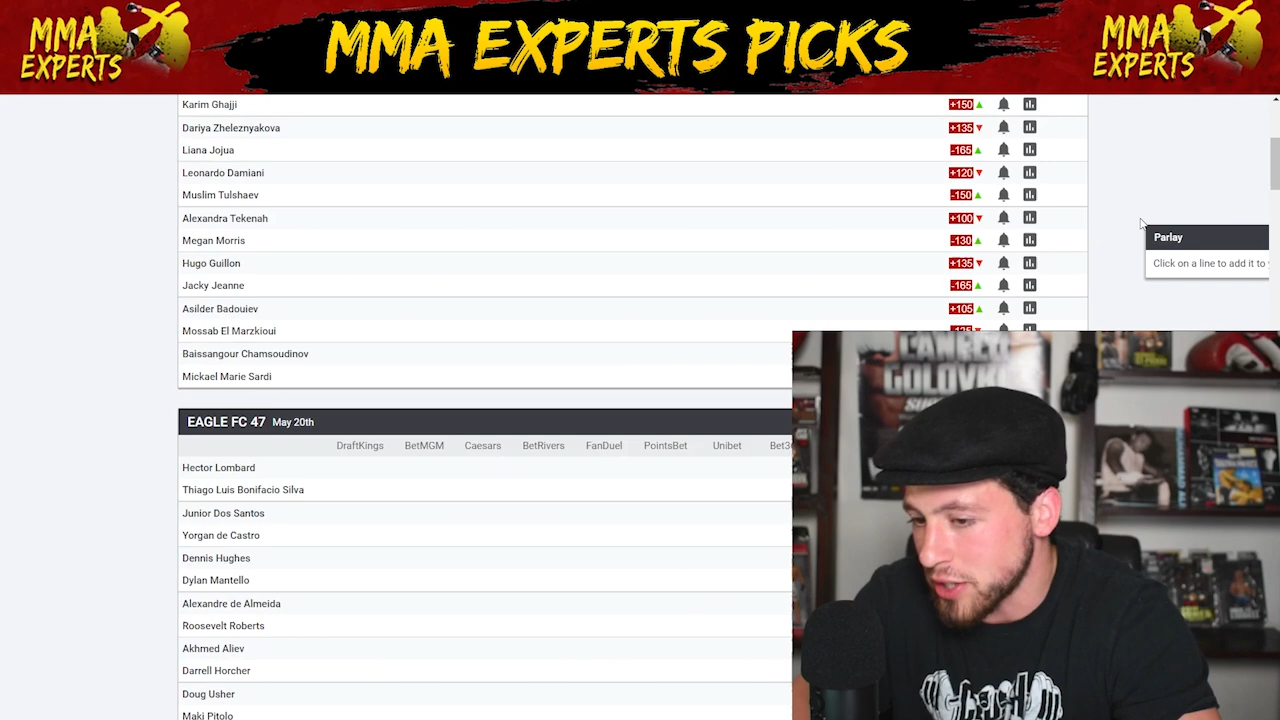 MMA EXPERTS
MMA EXPERTS PICKS
MMA EXPERTS
Karim Ghajji +150
Dariya Zheleznyakova +135
Liana Jojua -165
Leonardo Damiani +120
Muslim Tulshaev -150
Alexandra Tekenah +100
Megan Morris -130
Hugo Guillon +135
Jacky Jeanne -165
Asilder Badouiev +105
Mossab El Marzkioui
Baissangour Chamsoudinov
Mickael Marie Sardi
Parlay
Click on a line to add it to
EAGLE FC 47 May 20th
DraftKings BetMGM Caesars BetRivers FanDuel PointsBet Unibet
Hector Lombard
Thiago Luis Bonifacio Silva
Junior Dos Santos
Yorgan de Castro
Dennis Hughes
Dylan Mantello
Alexandre de Almeida
Roosevelt Roberts
Akhmed Aliev
Darrell Horcher
Doug Usher
Maki Pitolo
CANELO
GOLOVK